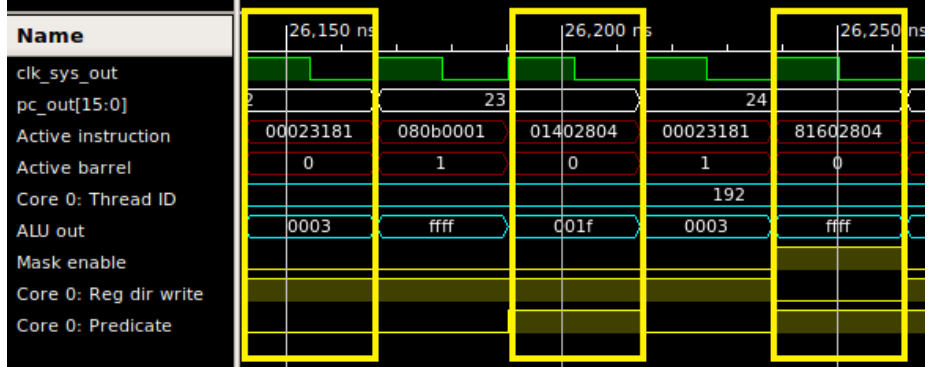 Name 26,150 ns 26,200 ns 26,250 ns
clk_sys_out
pc_out[15:0] 2 23 24
Active instruction 00023181 080b0001 01402804 00023181 81602804
Active barrel 0 1 0 1 0
Core 0: Thread ID 192
ALU out 0003 ffff 001f 0003 ffff
Mask enable
Core 0: Reg dir write
Core 0: Predicate